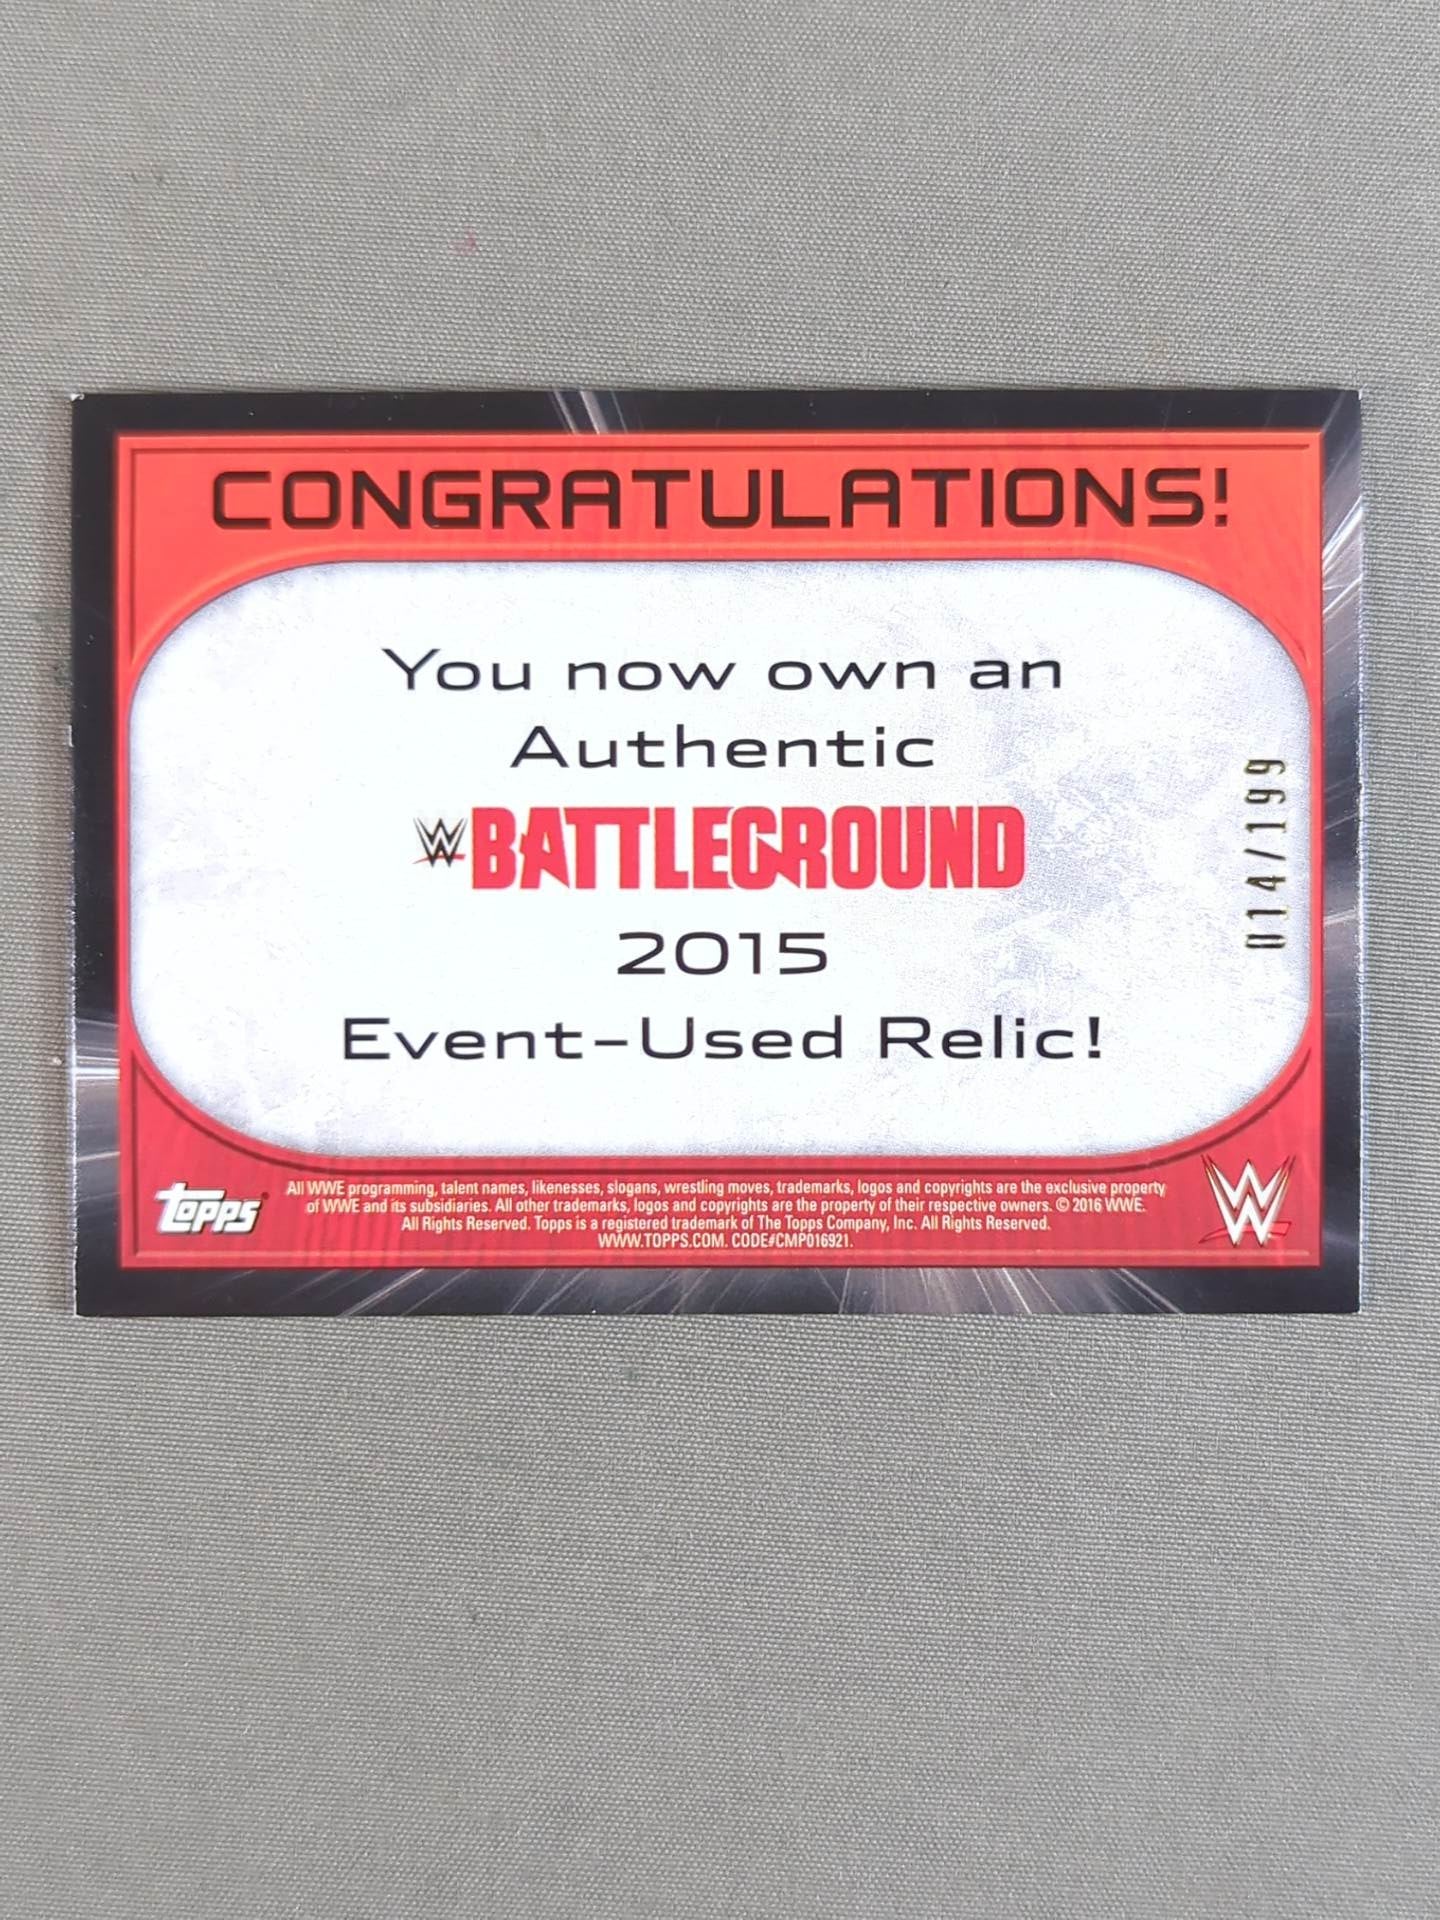 CONGRATULATIONS!
You now own an
Authentic
W BATTLEGROUND
2015
Event-Used Relic!
014/199
TOPPS
All WWE programming, talent names, likenesses, slogans, wrestling moves, trademarks, logos and copyrights are the exclusive property
of WWE and its subsidiaries. All other trademarks, logos and copyrights are the property of their respective owners. © 2016 WWE.
All Rights Reserved. Topps is a registered trademark of The Topps Company, Inc. All Rights Reserved.
WWW.TOPPS.COM. CODE#CMP016921.
W